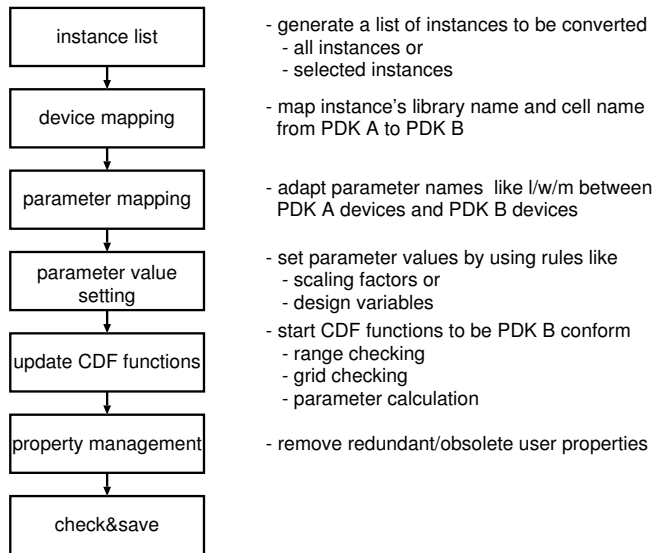 instance list
- generate a list of instances to be converted
- all instances or
- selected instances
device mapping
- map instance's library name and cell name
from PDK A to PDK B
parameter mapping
- adapt parameter names like l/w/m between
PDK A devices and PDK B devices
parameter value
setting
- set parameter values by using rules like
- scaling factors or
- design variables
update CDF functions
- start CDF functions to be PDK B conform
- range checking
- grid checking
- parameter calculation
property management
- remove redundant/obsolete user properties
check&save